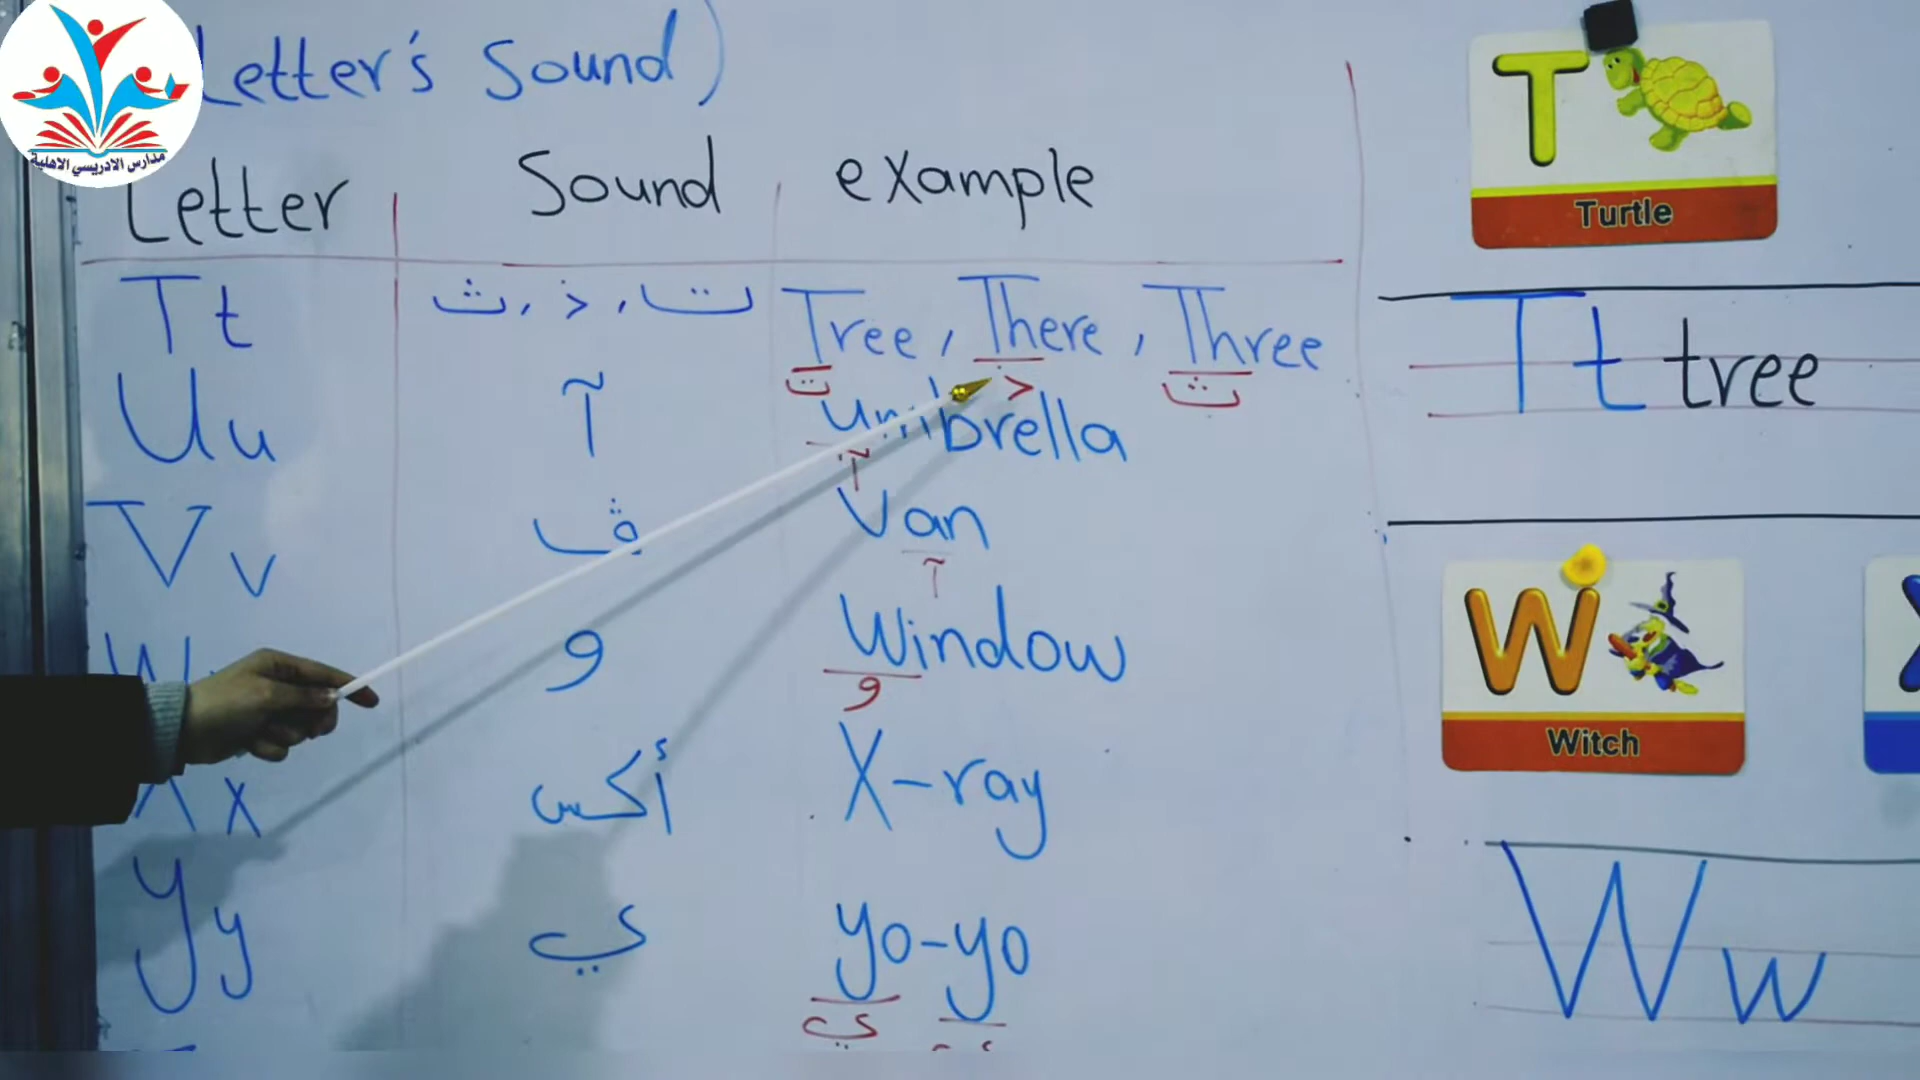 Letter's Sound)
مدارس الادريسي الاهلية
Letter Sound example
Tt ت ، ذ ، ث Tree, There, Three
ت ذ ث
Uu آ umbrella
آ
Vv ڤ Van
آ
W و Window
و
Xx أكس X-ray
Yy ي yo-yo
ي
T
Turtle
Tt tree
W
Witch
X
Ww